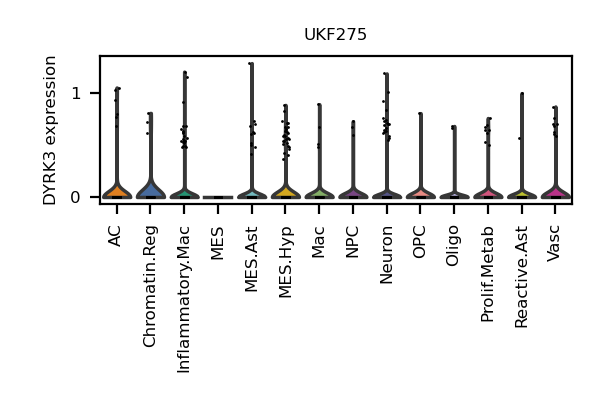 UKF275
DYRK3 expression
1
0
AC
Chromatin.Reg
Inflammatory.Mac
MES
MES.Ast
MES.Hyp
Mac
NPC
Neuron
OPC
Oligo
Prolif.Metab
Reactive.Ast
Vasc